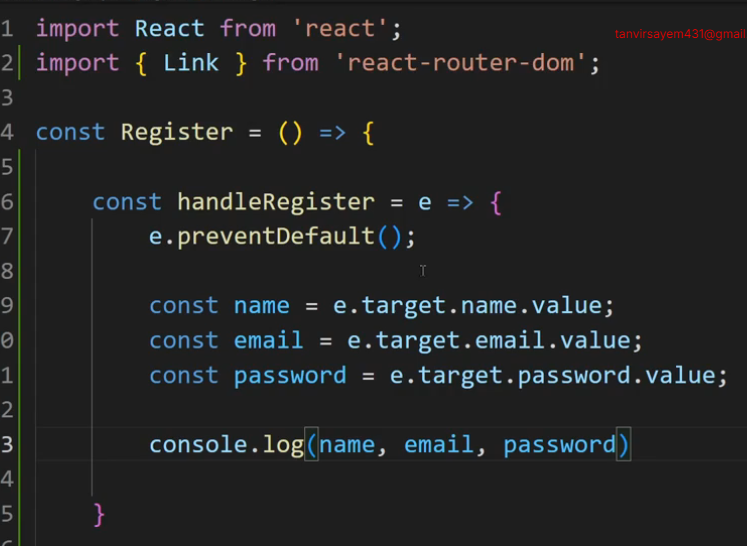 1 import React from 'react';
tanvirsayem431@gmail
2 import { Link } from 'react-router-dom';
3
4 const Register = () => {
5
6 const handleRegister = e => {
7 e.preventDefault();
8
9 const name = e.target.name.value;
0 const email = e.target.email.value;
1 const password = e.target.password.value;
2
3 console.log(name, email, password)
4
5 }